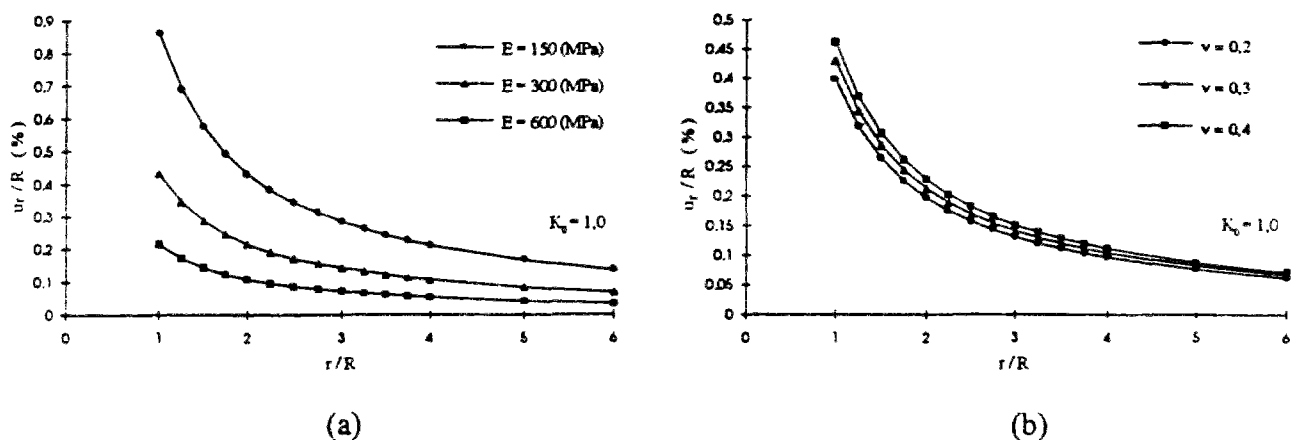 0,9
0,8
0,7
0,6
0,5
0,4
0,3
0,2
0,1
0
u_r / R (%)
0 1 2 3 4 5 6
r / R
E = 150 (MPa)
E = 300 (MPa)
E = 600 (MPa)
K₀ = 1,0
(a)
0,5
0,45
0,4
0,35
0,3
0,25
0,2
0,15
0,1
0,05
0
u_r / R (%)
0 1 2 3 4 5 6
r / R
ν = 0,2
ν = 0,3
ν = 0,4
K₀ = 1,0
(b)